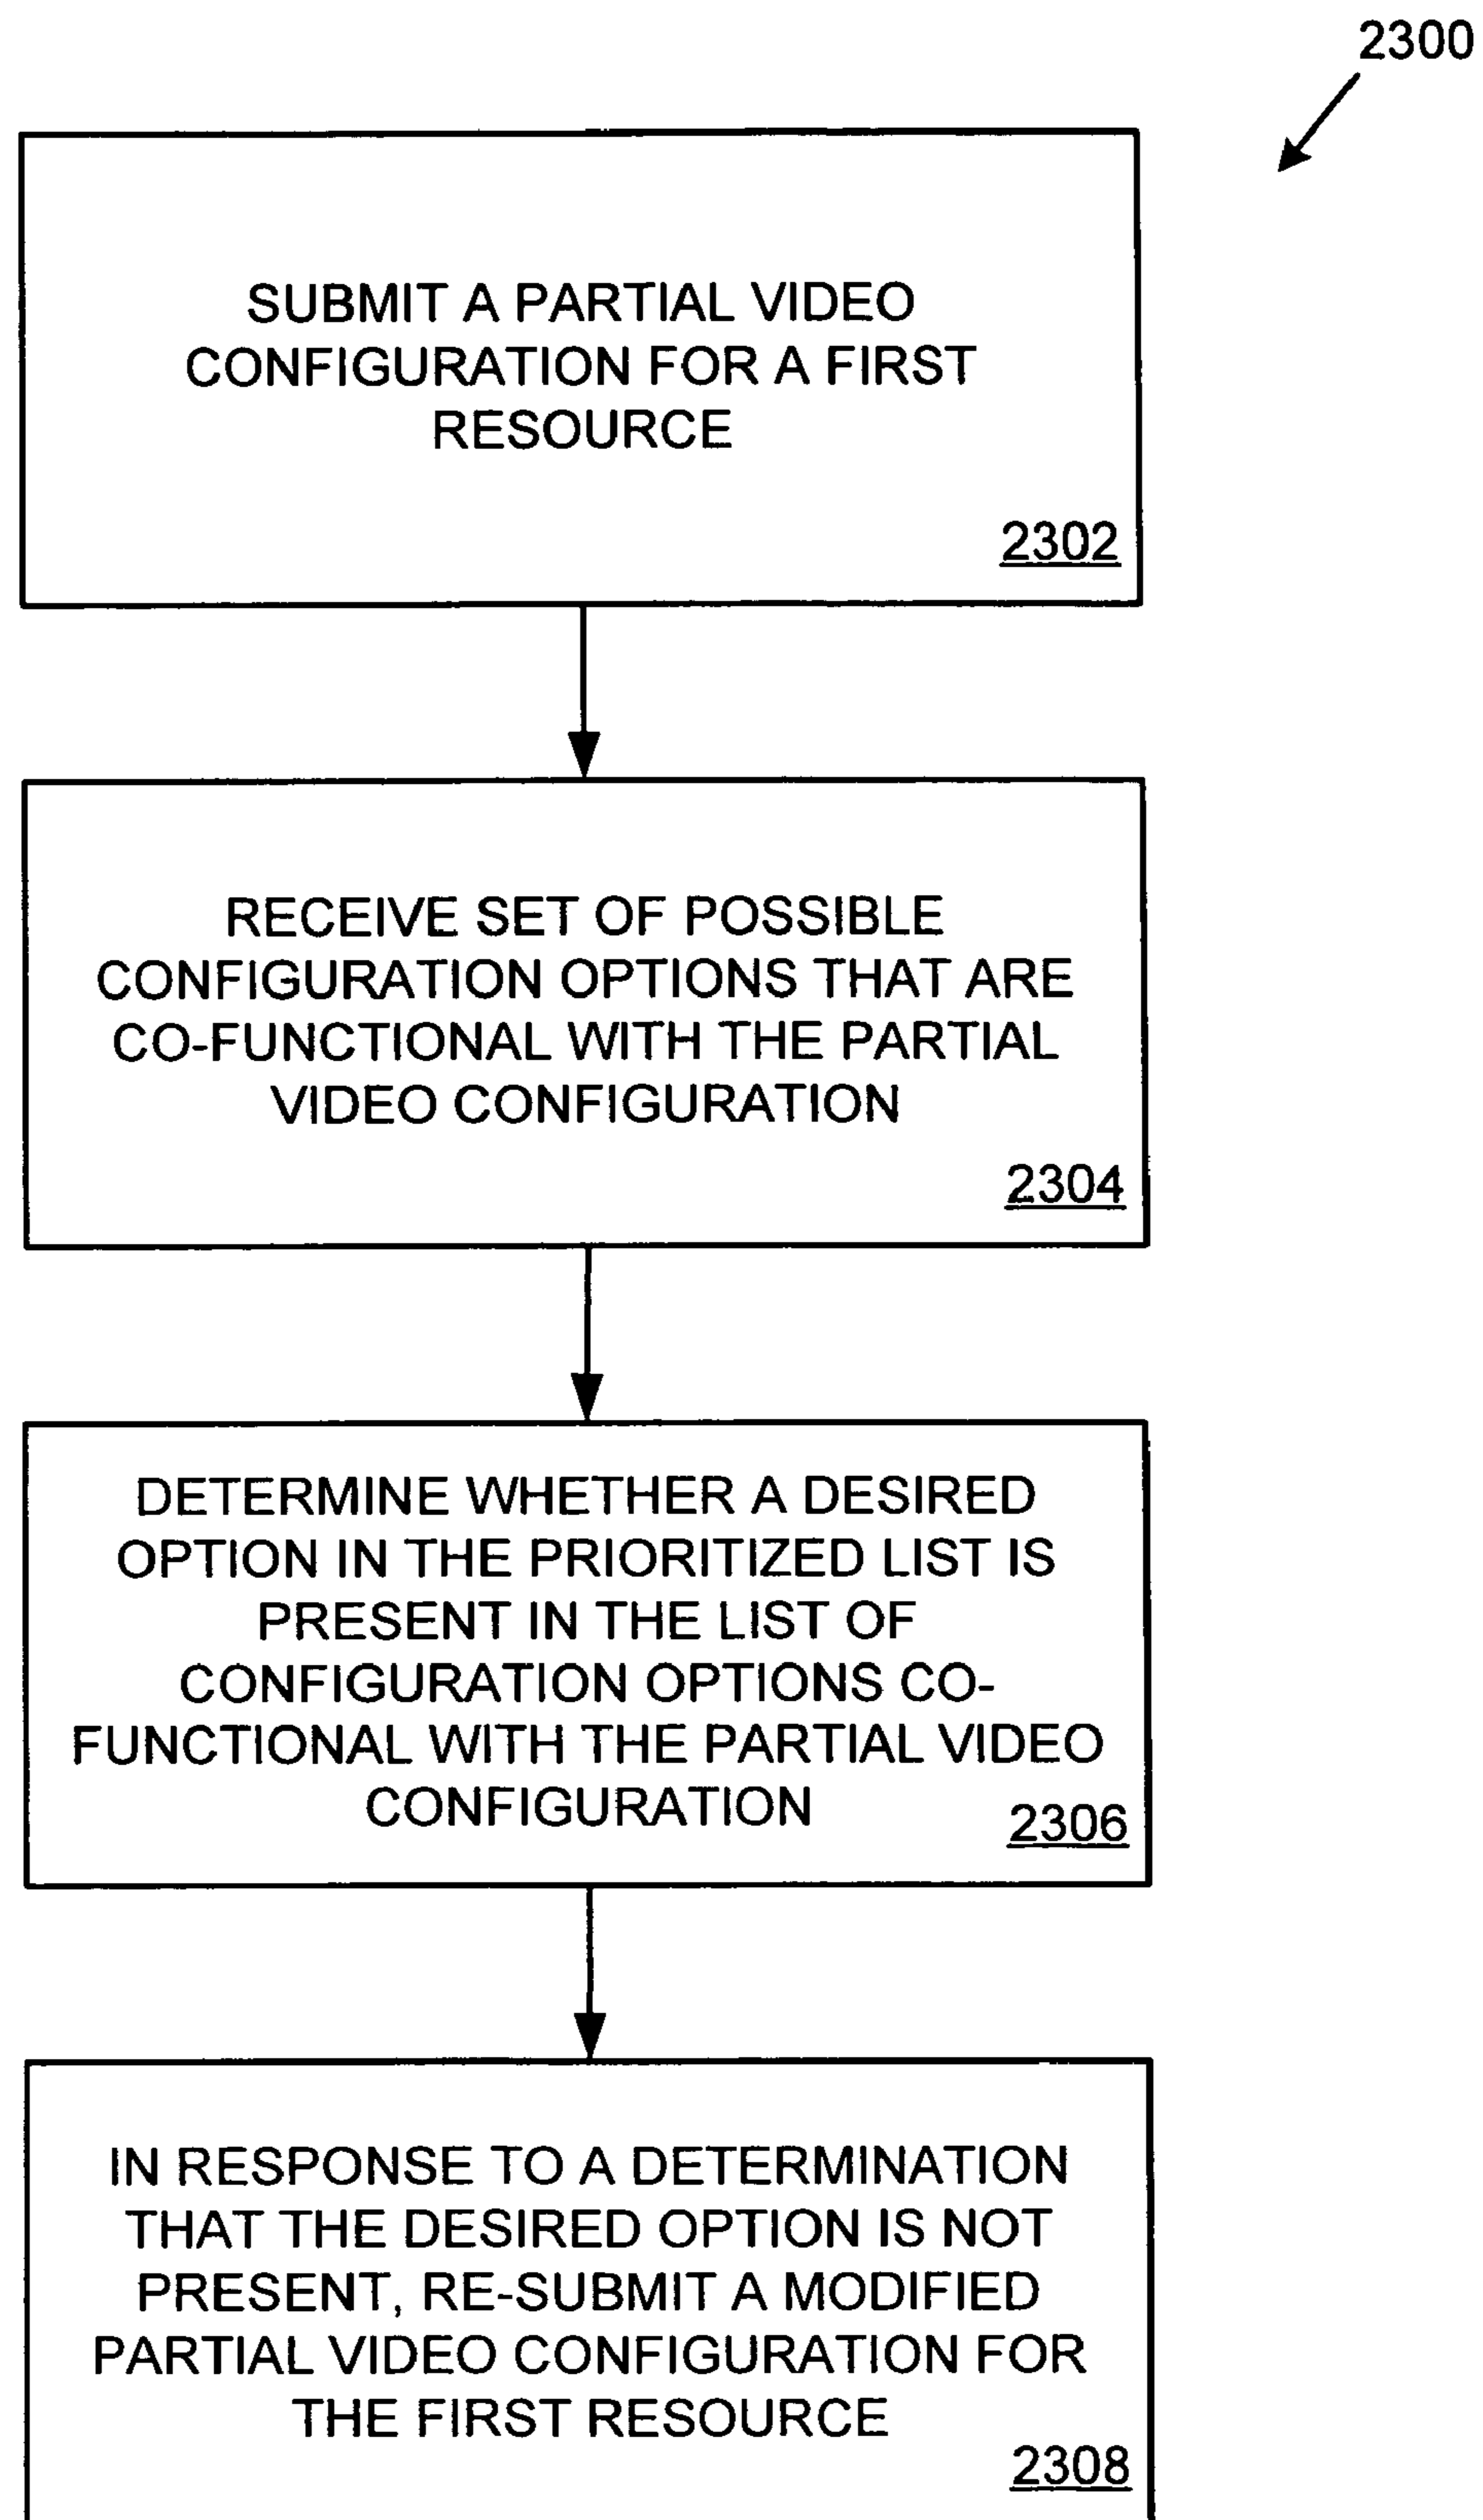 2300
SUBMIT A PARTIAL VIDEO
CONFIGURATION FOR A FIRST
RESOURCE
2302
RECEIVE SET OF POSSIBLE
CONFIGURATION OPTIONS THAT ARE
CO-FUNCTIONAL WITH THE PARTIAL
VIDEO CONFIGURATION
2304
DETERMINE WHETHER A DESIRED
OPTION IN THE PRIORITIZED LIST IS
PRESENT IN THE LIST OF
CONFIGURATION OPTIONS CO-
FUNCTIONAL WITH THE PARTIAL VIDEO
CONFIGURATION
2306
IN RESPONSE TO A DETERMINATION
THAT THE DESIRED OPTION IS NOT
PRESENT, RE-SUBMIT A MODIFIED
PARTIAL VIDEO CONFIGURATION FOR
THE FIRST RESOURCE
2308